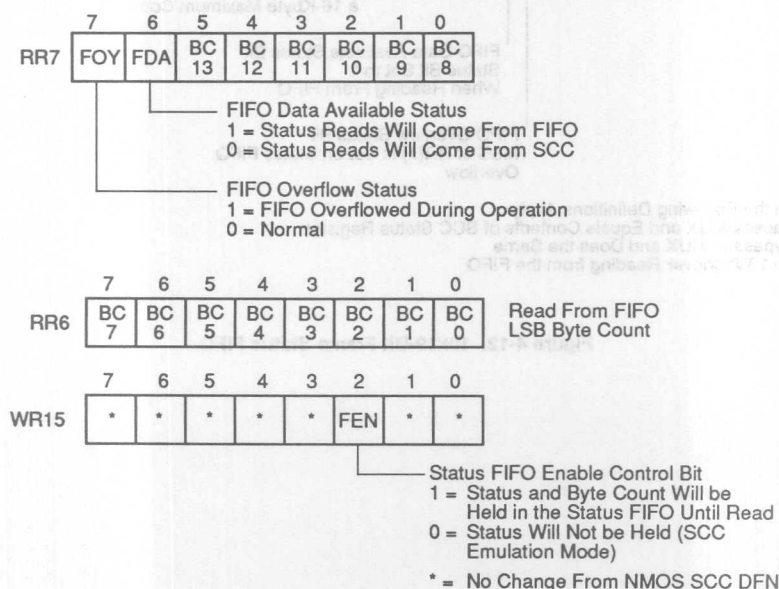 7 6 5 4 3 2 1 0
RR7 FOY FDA BC 13 BC 12 BC 11 BC 10 BC 9 BC 8
FIFO Data Available Status
1 = Status Reads Will Come From FIFO
0 = Status Reads Will Come From SCC
FIFO Overflow Status
1 = FIFO Overflowed During Operation
0 = Normal
7 6 5 4 3 2 1 0
RR6 BC 7 BC 6 BC 5 BC 4 BC 3 BC 2 BC 1 BC 0
Read From FIFO
LSB Byte Count
7 6 5 4 3 2 1 0
WR15 * * * * * FEN * *
Status FIFO Enable Control Bit
1 = Status and Byte Count Will be
Held in the Status FIFO Until Read
0 = Status Will Not be Held (SCC
Emulation Mode)
* = No Change From NMOS SCC DFN